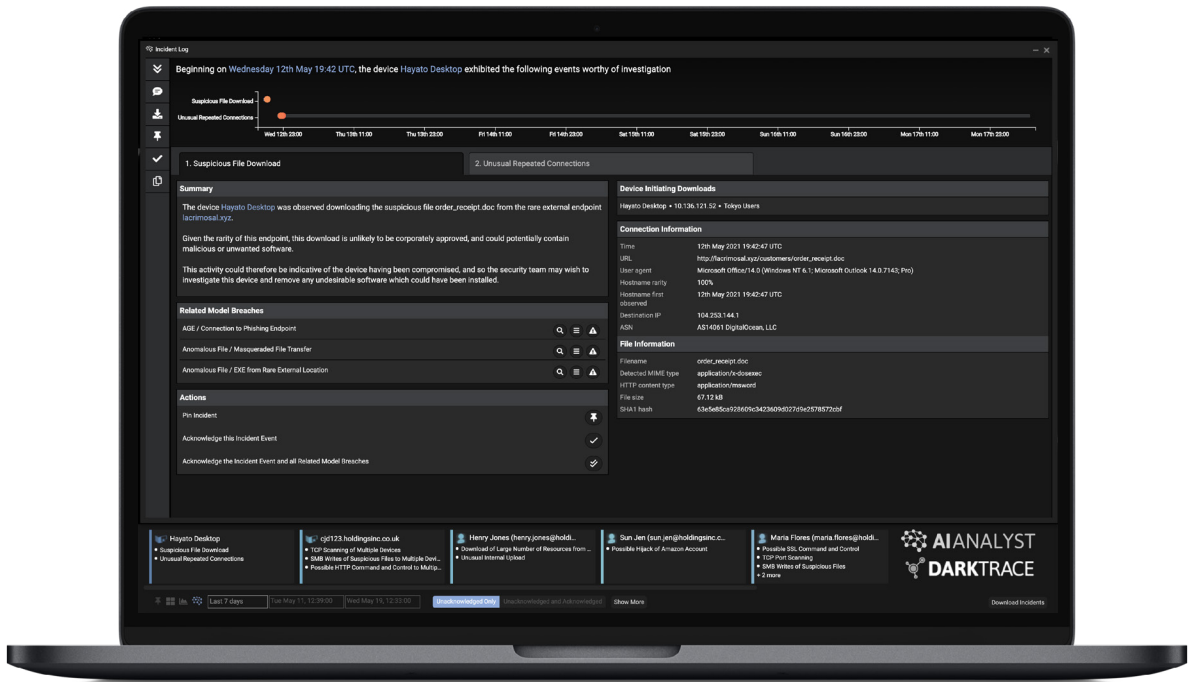 Incident Log
Beginning on Wednesday 12th May 19:42 UTC, the device Hayato Desktop exhibited the following events worthy of investigation
Suspicious File Download
Unusual Repeated Connections
Wed 12th 23:00 Thu 13th 11:00 Thu 13th 23:00 Fri 14th 11:00 Fri 14th 23:00 Sat 15th 11:00 Sat 15th 23:00 Sun 16th 11:00 Sun 16th 23:00 Mon 17th 11:00 Mon 17th 23:00
1. Suspicious File Download
2. Unusual Repeated Connections
Summary
The device Hayato Desktop was observed downloading the suspicious file order_receipt.doc from the rare external endpoint
lacrimosal.xyz.
Given the rarity of this endpoint, this download is unlikely to be corporately approved, and could potentially contain
malicious or unwanted software.
This activity could therefore be indicative of the device having been compromised, and so the security team may wish to
investigate this device and remove any undesirable software which could have been installed.
Related Model Breaches
AGE / Connection to Phishing Endpoint
Anomalous File / Masqueraded File Transfer
Anomalous File / EXE from Rare External Location
Actions
Pin Incident
Acknowledge this Incident Event
Acknowledge the Incident Event and all Related Model Breaches
Device Initiating Downloads
Hayato Desktop • 10.136.121.52 • Tokyo Users
Connection Information
Time 12th May 2021 19:42:47 UTC
URL http://lacrimosal.xyz/customers/order_receipt.doc
User agent Microsoft Office/14.0 (Windows NT 6.1; Microsoft Outlook 14.0.7143; Pro)
Hostname rarity 100%
Hostname first 12th May 2021 19:42:47 UTC
observed
Destination IP 104.253.144.1
ASN AS14061 DigitalOcean, LLC
File Information
Filename order_receipt.doc
Detected MIME type application/x-dosexec
HTTP content type application/msword
File size 67.12 kB
SHA1 hash 63e5e85ca928609c3423609d027d9e2578572cbf
Hayato Desktop
• Suspicious File Download
• Unusual Repeated Connections
cjd123.holdingsinc.co.uk
• TCP Scanning of Multiple Devices
• SMB Writes of Suspicious Files to Multiple Devi...
• Possible HTTP Command and Control to Multip...
Henry Jones (henry.jones@holdi...
• Download of Large Number of Resources from ...
• Unusual Internal Upload
Sun Jen (sun.jen@holdingsinc.c...
• Possible Hijack of Amazon Account
Maria Flores (maria.flores@holdi...
• Possible SSL Command and Control
• TCP Port Scanning
• SMB Writes of Suspicious Files
+ 2 more
AI ANALYST
DARKTRACE
Last 7 days Tue May 11, 12:39:00 Wed May 19, 12:33:00 Unacknowledged Only Unacknowledged and Acknowledged Show More Download Incidents